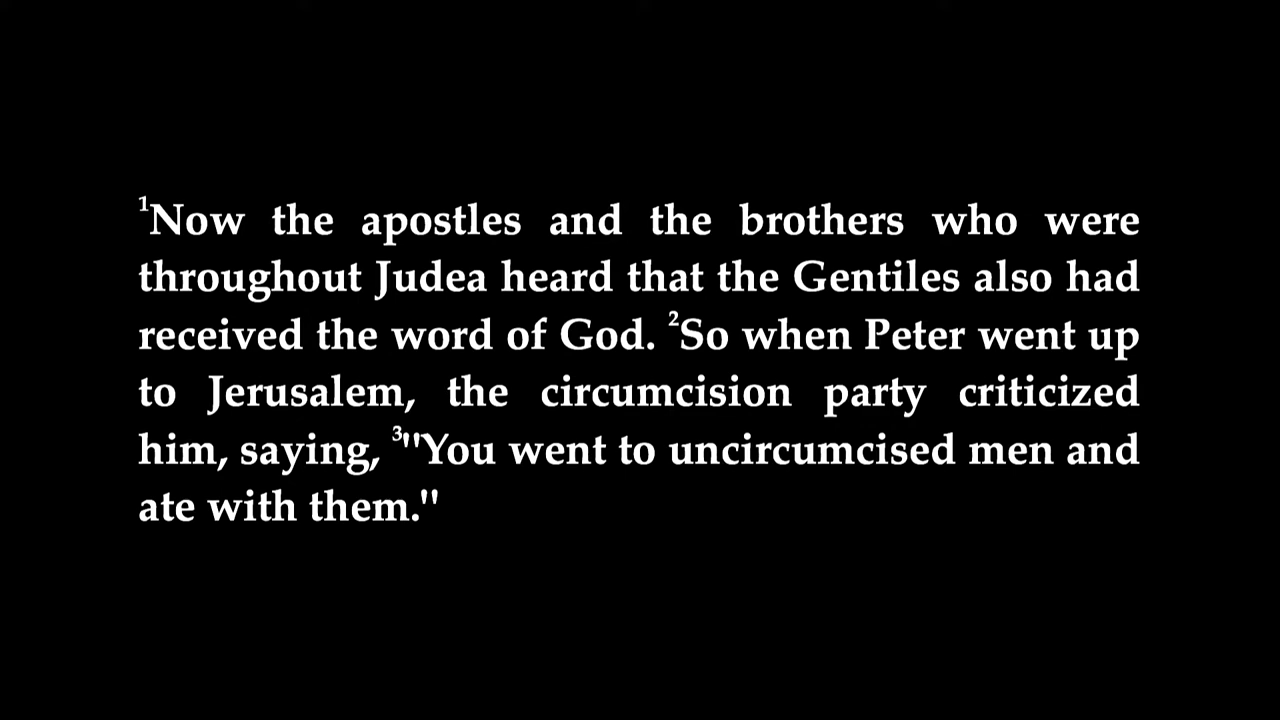 ¹Now the apostles and the brothers who were
throughout Judea heard that the Gentiles also had
received the word of God. ²So when Peter went up
to Jerusalem, the circumcision party criticized
him, saying, ³"You went to uncircumcised men and
ate with them."